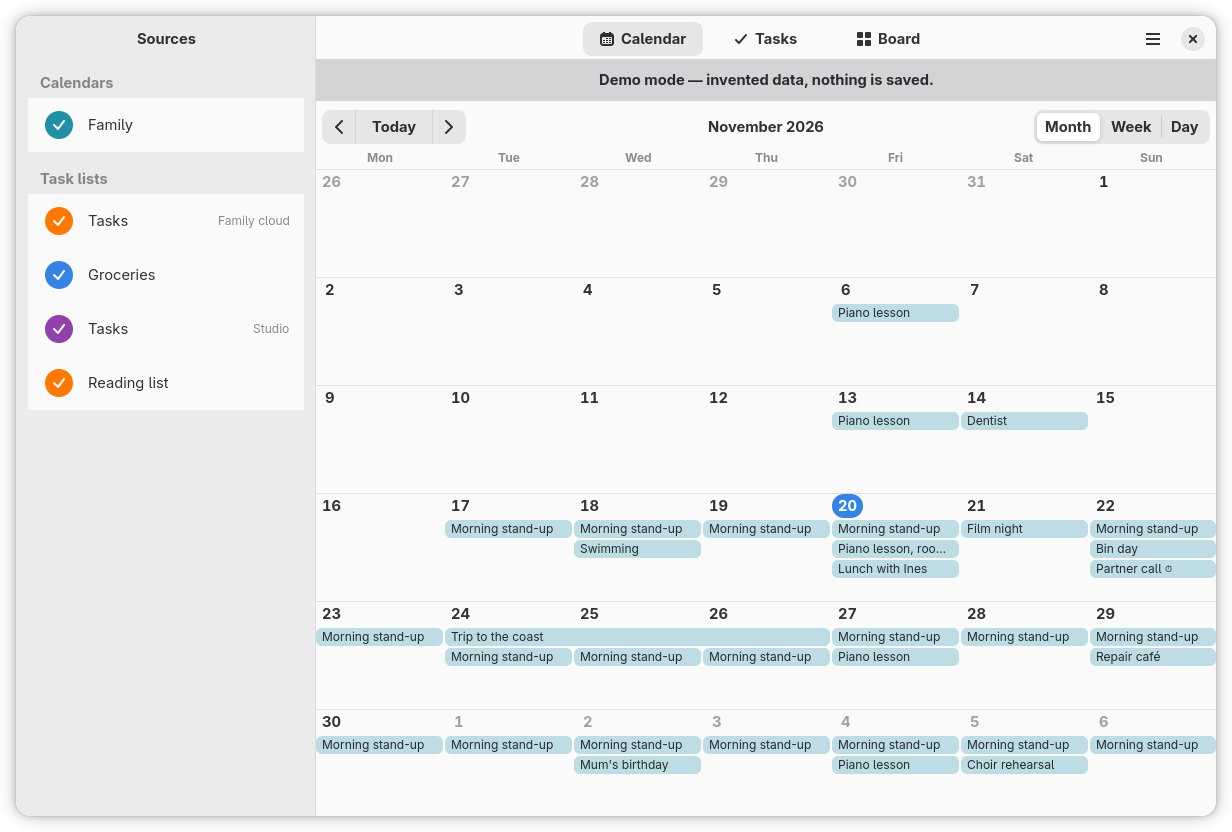 Sources
Calendar Tasks Board
Demo mode — invented data, nothing is saved.
Calendars
Family
Task lists
Tasks Family cloud
Groceries
Tasks Studio
Reading list
Today November 2026 Month Week Day
Mon Tue Wed Thu Fri Sat Sun
26 27 28 29 30 31 1
2 3 4 5 6 7 8
Piano lesson
9 10 11 12 13 14 15
Piano lesson Dentist
16 17 18 19 20 21 22
Morning stand-up Morning stand-up Morning stand-up Morning stand-up Film night Morning stand-up
Swimming Piano lesson, roo… Bin day
Lunch with Ines Partner call
23 24 25 26 27 28 29
Morning stand-up Trip to the coast Morning stand-up Morning stand-up Morning stand-up
Morning stand-up Morning stand-up Morning stand-up Piano lesson Repair café
30 1 2 3 4 5 6
Morning stand-up Morning stand-up Morning stand-up Morning stand-up Morning stand-up Morning stand-up Morning stand-up
Mum's birthday Piano lesson Choir rehearsal